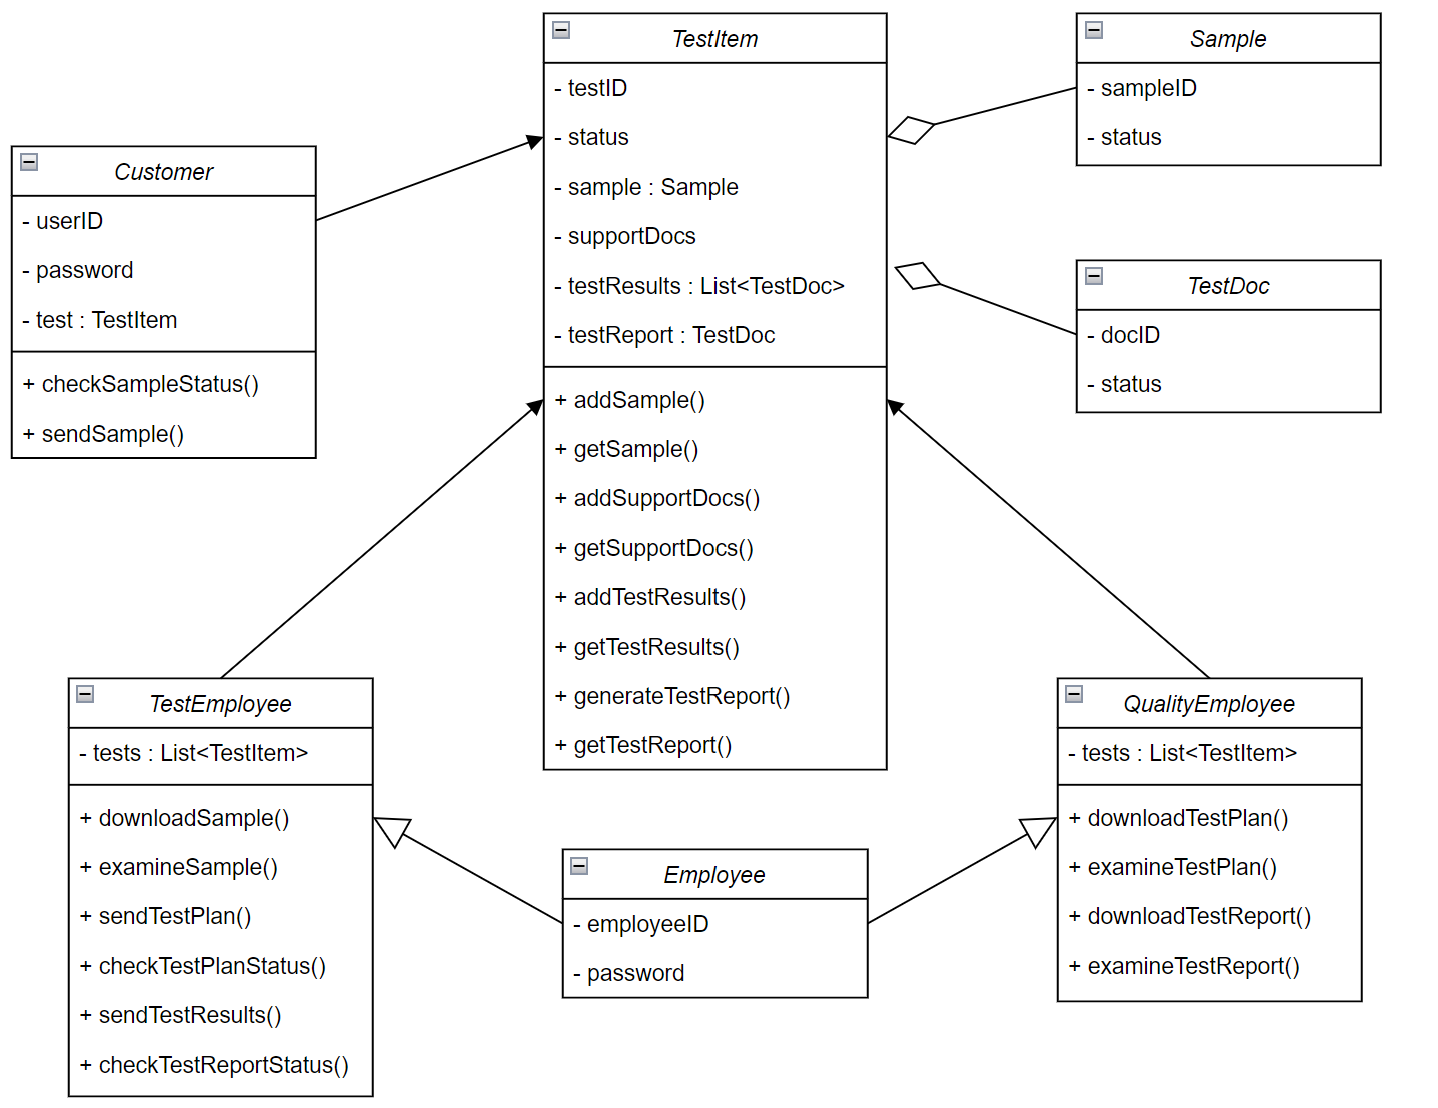 TestItem
- testID
- status
- sample : Sample
- supportDocs
- testResults : List<TestDoc>
- testReport : TestDoc
+ addSample()
+ getSample()
+ addSupportDocs()
+ getSupportDocs()
+ addTestResults()
+ getTestResults()
+ generateTestReport()
+ getTestReport()
Sample
- sampleID
- status
Customer
- userID
- password
- test : TestItem
+ checkSampleStatus()
+ sendSample()
TestDoc
- docID
- status
TestEmployee
- tests : List<TestItem>
+ downloadSample()
+ examineSample()
+ sendTestPlan()
+ checkTestPlanStatus()
+ sendTestResults()
+ checkTestReportStatus()
Employee
- employeeID
- password
QualityEmployee
- tests : List<TestItem>
+ downloadTestPlan()
+ examineTestPlan()
+ downloadTestReport()
+ examineTestReport()